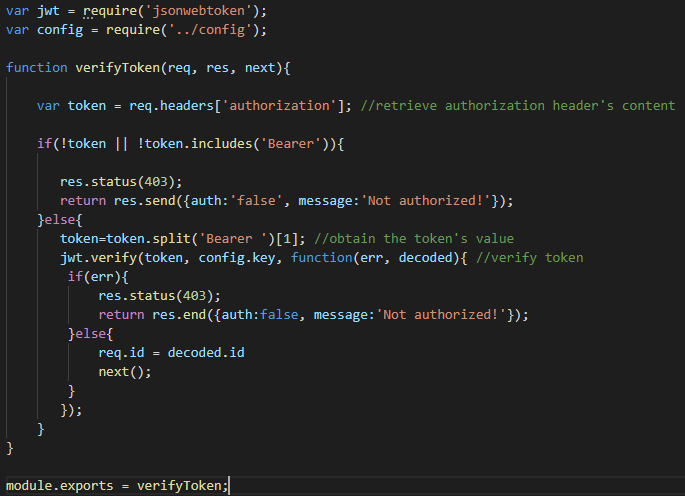 var jwt = require('jsonwebtoken');
var config = require('../config');
function verifyToken(req, res, next){
var token = req.headers['authorization']; //retrieve authorization header's content
if(!token || !token.includes('Bearer')){
res.status(403);
return res.send({auth:'false', message:'Not authorized!'});
}else{
token=token.split('Bearer ')[1]; //obtain the token's value
jwt.verify(token, config.key, function(err, decoded){ //verify token
if(err){
res.status(403);
return res.end({auth:false, message:'Not authorized!'});
}else{
req.id = decoded.id
next();
}
});
}
}
module.exports = verifyToken;